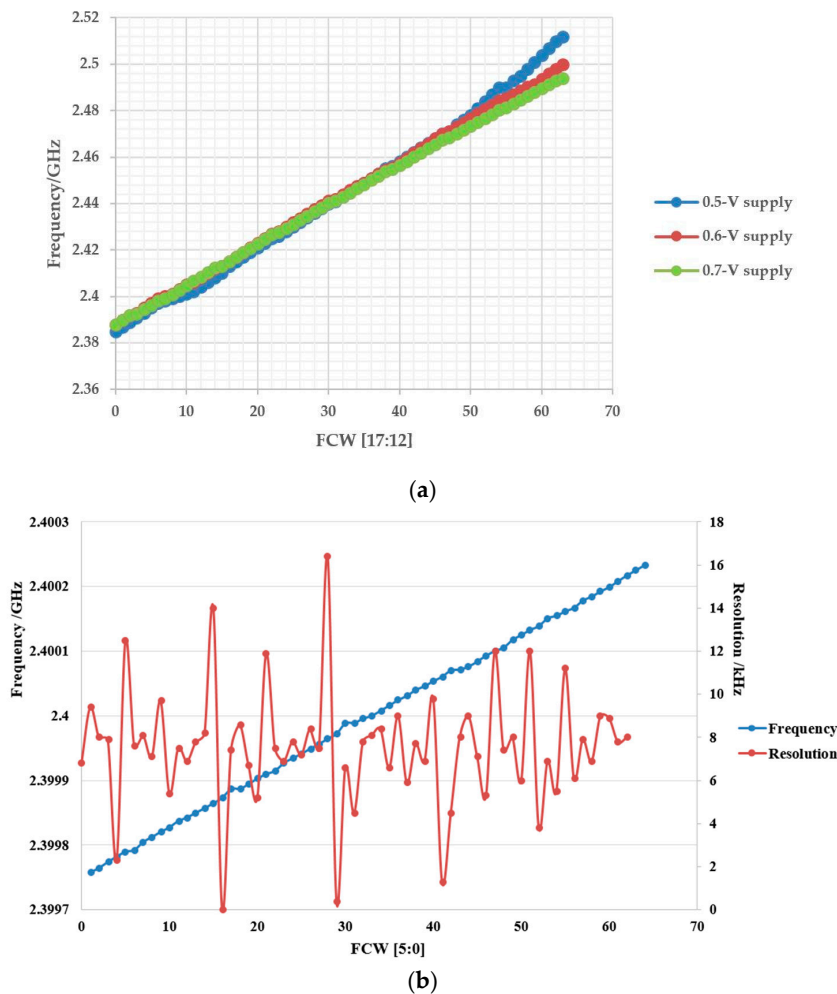 2.52
2.5
2.48
2.46
2.44
2.42
2.4
2.38
2.36
Frequency/GHz
0 10 20 30 40 50 60 70
FCW [17:12]
0.5-V supply
0.6-V supply
0.7-V supply
(a)
2.4003
2.4002
2.4001
2.4
2.3999
2.3998
2.3997
Frequency /GHz
18
16
14
12
10
8
6
4
2
0
Resolution /kHz
0 10 20 30 40 50 60 70
FCW [5:0]
Frequency
Resolution
(b)